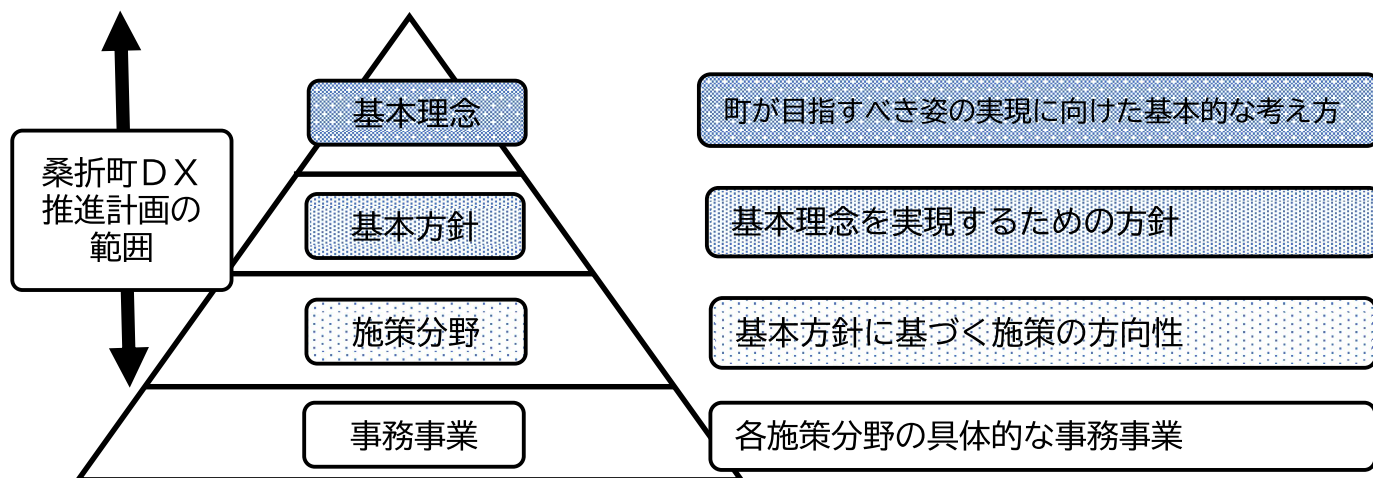 基本理念
町が目指すべき姿の実現に向けた基本的な考え方
桑折町ＤＸ
推進計画の
範囲
基本方針
基本理念を実現するための方針
施策分野
基本方針に基づく施策の方向性
事務事業
各施策分野の具体的な事務事業